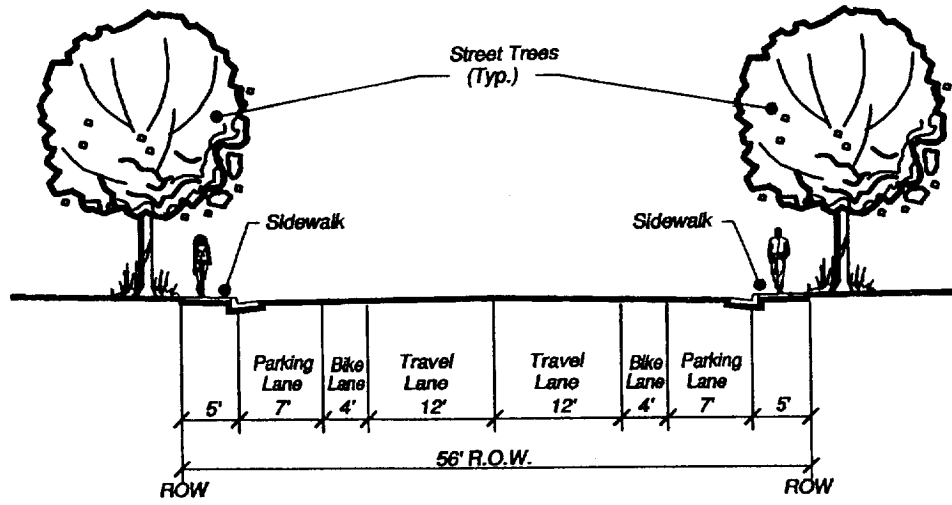 Street Trees
(Typ.)
Sidewalk
Sidewalk
Parking
Lane
7'
Bike
Lane
4'
Travel
Lane
12'
Travel
Lane
12'
Bike
Lane
4'
Parking
Lane
7'
5'
5'
56' R.O.W.
ROW
ROW